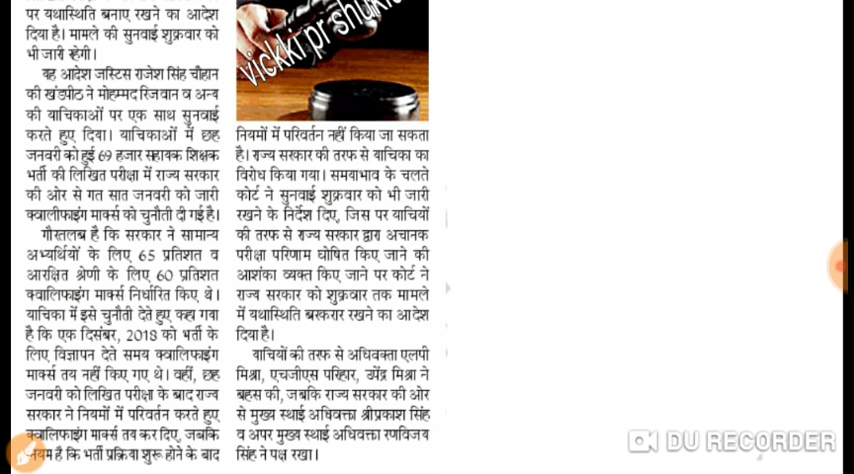 पर यथास्थिति बनाए रखने का आदेश
दिया है। मामले की सुनवाई शुक्रवार को
भी जारी रहेगी।
यह आदेश जस्टिस राजेश सिंह चौहान
की खंडपीठ ने मोहम्मद रिजवान व अन्य
की याचिकाओं पर एक साथ सुनवाई
करते हुए दिया। याचिकाओं में छह
जनवरी को हुई 69 हजार सहायक शिक्षक
भर्ती की लिखित परीक्षा में राज्य सरकार
की ओर से गत सात जनवरी को जारी
क्वालीफाइंग मार्क्स को चुनौती दी गई है।
गौरतलब है कि सरकार ने सामान्य
अभ्यर्थियों के लिए 65 प्रतिशत व
आरक्षित श्रेणी के लिए 60 प्रतिशत
क्वालिफाइंग मार्क्स निर्धारित किए थे।
याचिका में इसे चुनौती देते हुए कहा गया
है कि एक दिसंबर, 2018 को भर्ती के
लिए विज्ञापन देते समय क्वालिफाइंग
मार्क्स तय नहीं किए गए थे। वहीं, छह
जनवरी को लिखित परीक्षा के बाद राज्य
सरकार ने नियमों में परिवर्तन करते हुए
क्वालिफाइंग मार्क्स तय कर दिए, जबकि
है कि भर्ती प्रक्रिया शुरू होने के बाद
vickki pr shukla
नियमों में परिवर्तन नहीं किया जा सकता
है। राज्य सरकार की तरफ से याचिका का
विरोध किया गया। समयाभाव के चलते
कोर्ट ने सुनवाई शुक्रवार को भी जारी
रखने के निर्देश दिए, जिस पर याचियों
की तरफ से राज्य सरकार द्वारा अचानक
परीक्षा परिणाम घोषित किए जाने की
आशंका व्यक्त किए जाने पर कोर्ट ने
राज्य सरकार को शुक्रवार तक मामले
में यथास्थिति बरकरार रखने का आदेश
दिया है।
याचियों की तरफ से अधिवक्ता एलपी
मिश्रा, एचजीएस परिहार, उपेंद्र मिश्रा ने
बहस की, जबकि राज्य सरकार की ओर
से मुख्य स्थाई अधिवक्ता श्रीप्रकाश सिंह
व अपर मुख्य स्थाई अधिवक्ता रणविजय
सिंह ने पक्ष रखा।
DU RECORDER